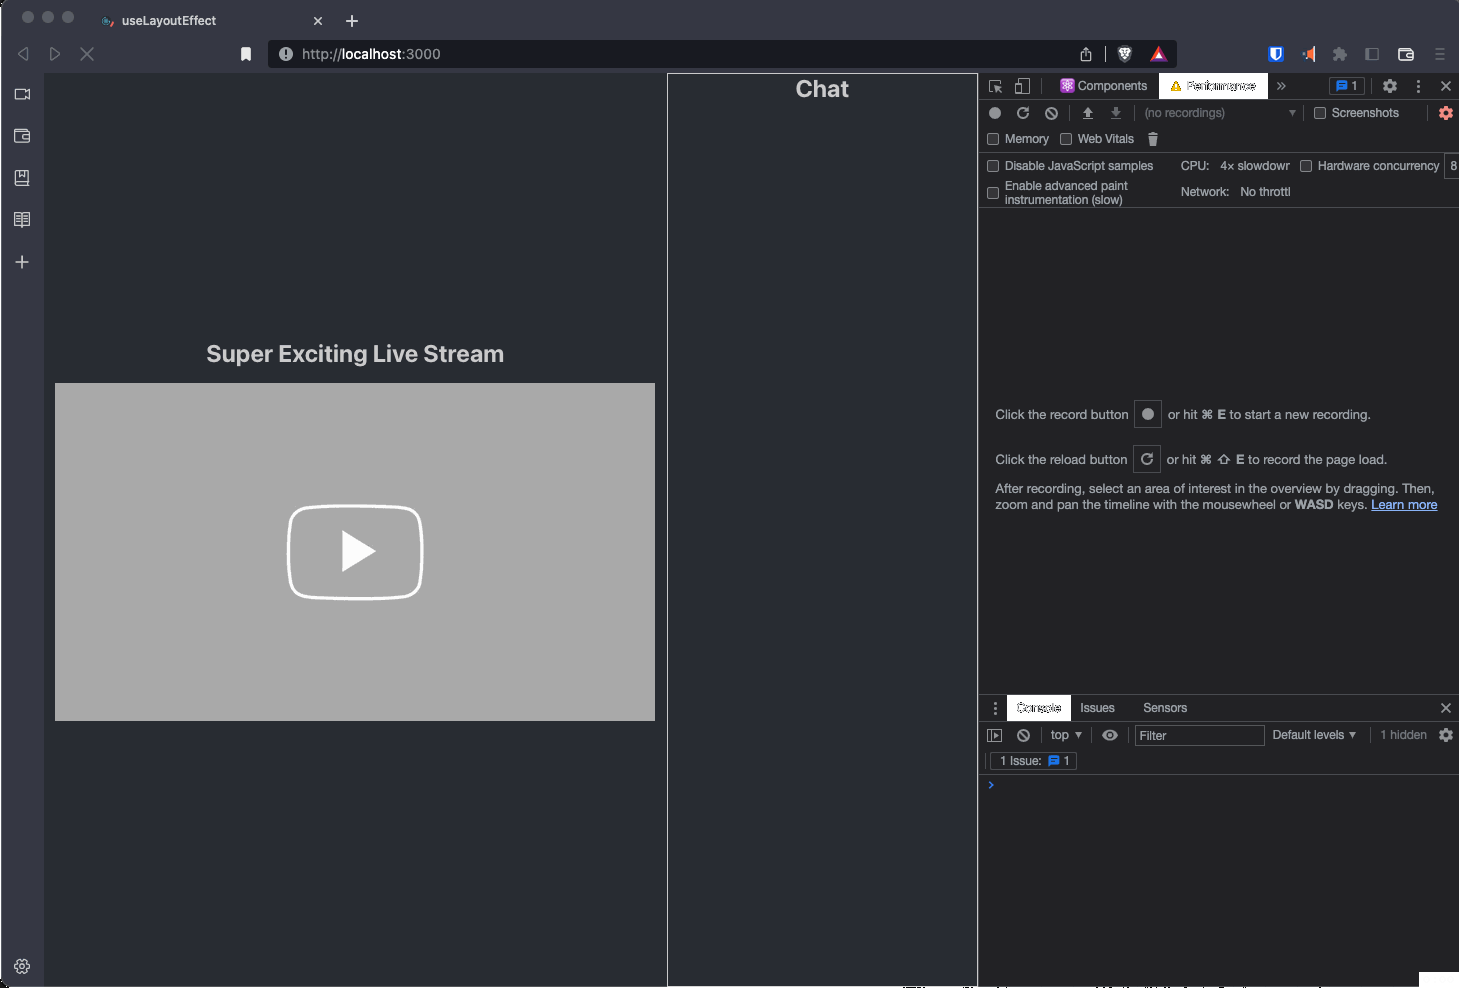 useLayoutEffect
http://localhost:3000
Chat
Super Exciting Live Stream
Components
Performance
1
(no recordings)
Screenshots
Memory
Web Vitals
Disable JavaScript samples
CPU: 4× slowdowr
Hardware concurrency
8
Enable advanced paint
instrumentation (slow)
Network: No throttl
Click the record button or hit ⌘ E to start a new recording.
Click the reload button or hit ⌘ ⇧ E to record the page load.
After recording, select an area of interest in the overview by dragging. Then,
zoom and pan the timeline with the mousewheel or WASD keys. Learn more
Console
Issues
Sensors
top
Filter
Default levels
1 hidden
1 Issue: 1